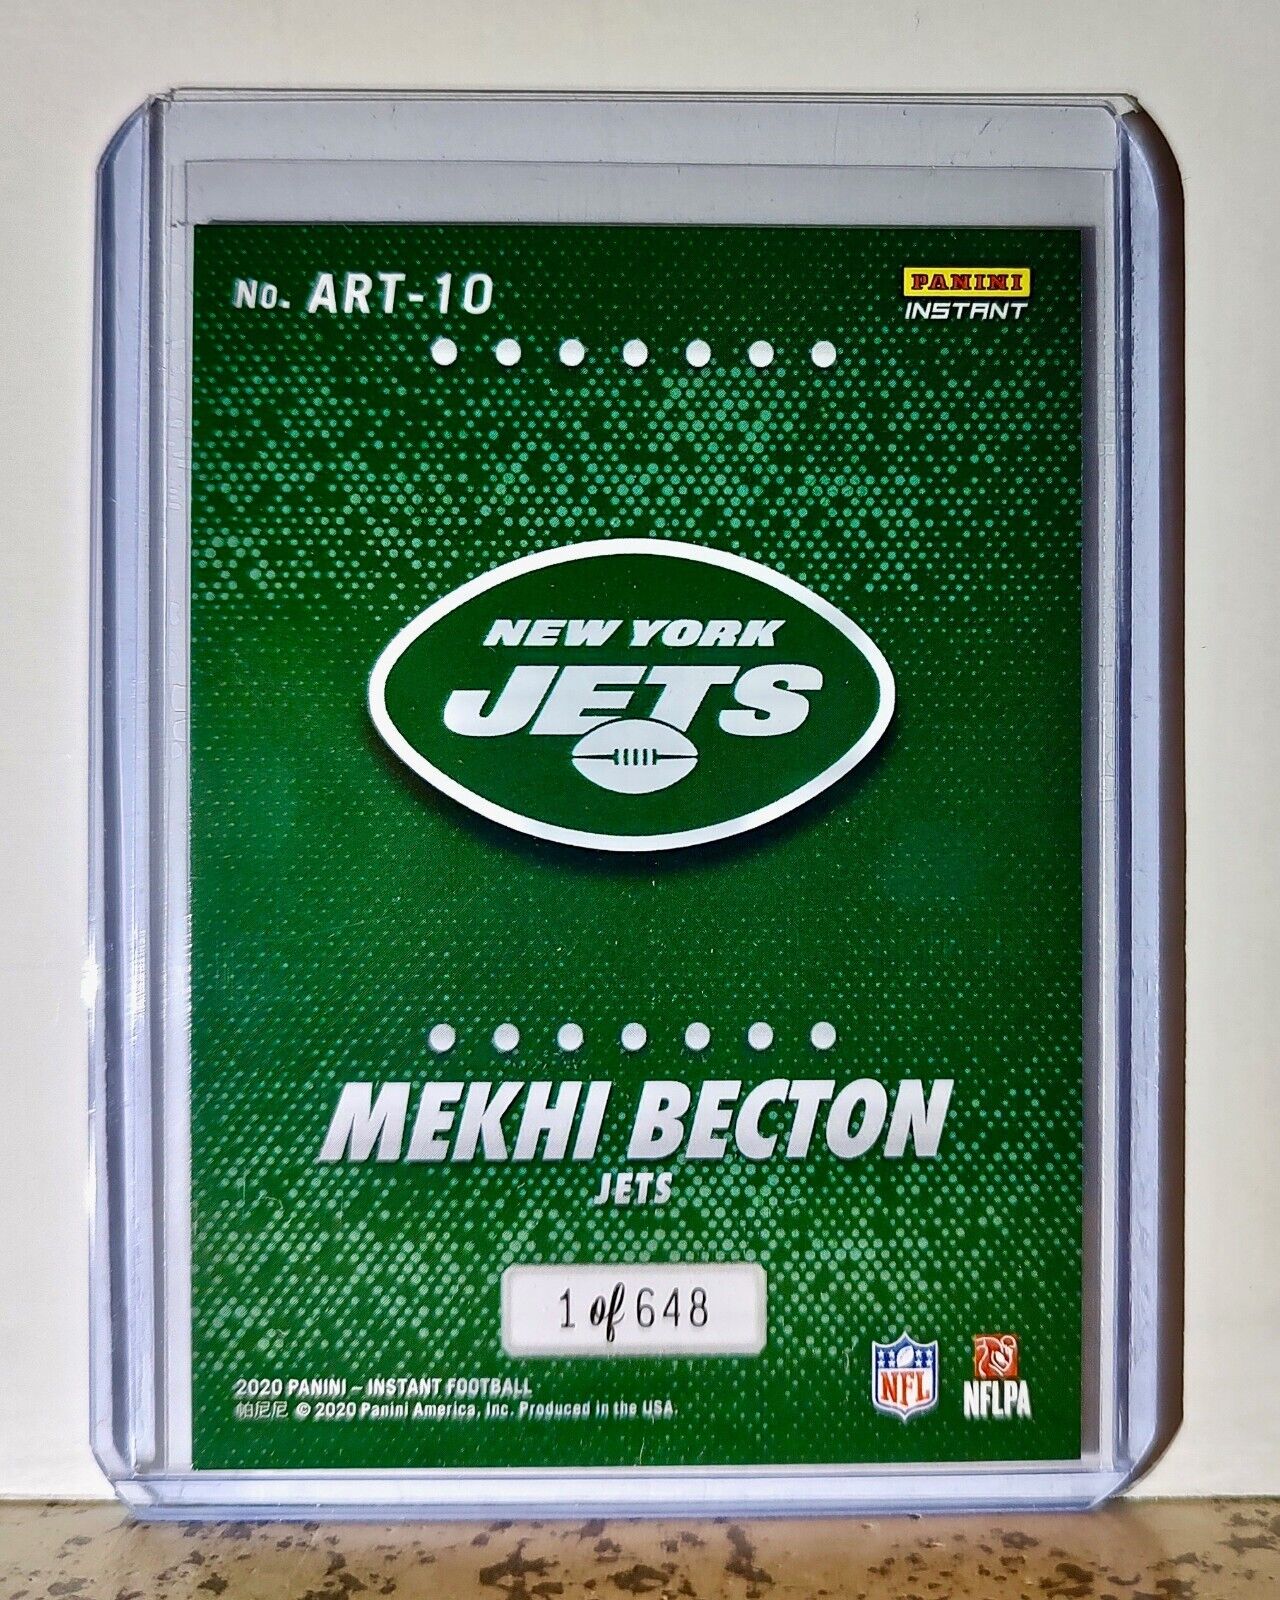 No. ART-10
PANINI
INSTANT
NEW YORK
JETS
MEKHI BECTON
JETS
1 of 648
2020 PANINI – INSTANT FOOTBALL
帕尼尼 © 2020 Panini America, Inc. Produced in the USA.
NFL
NFLPA